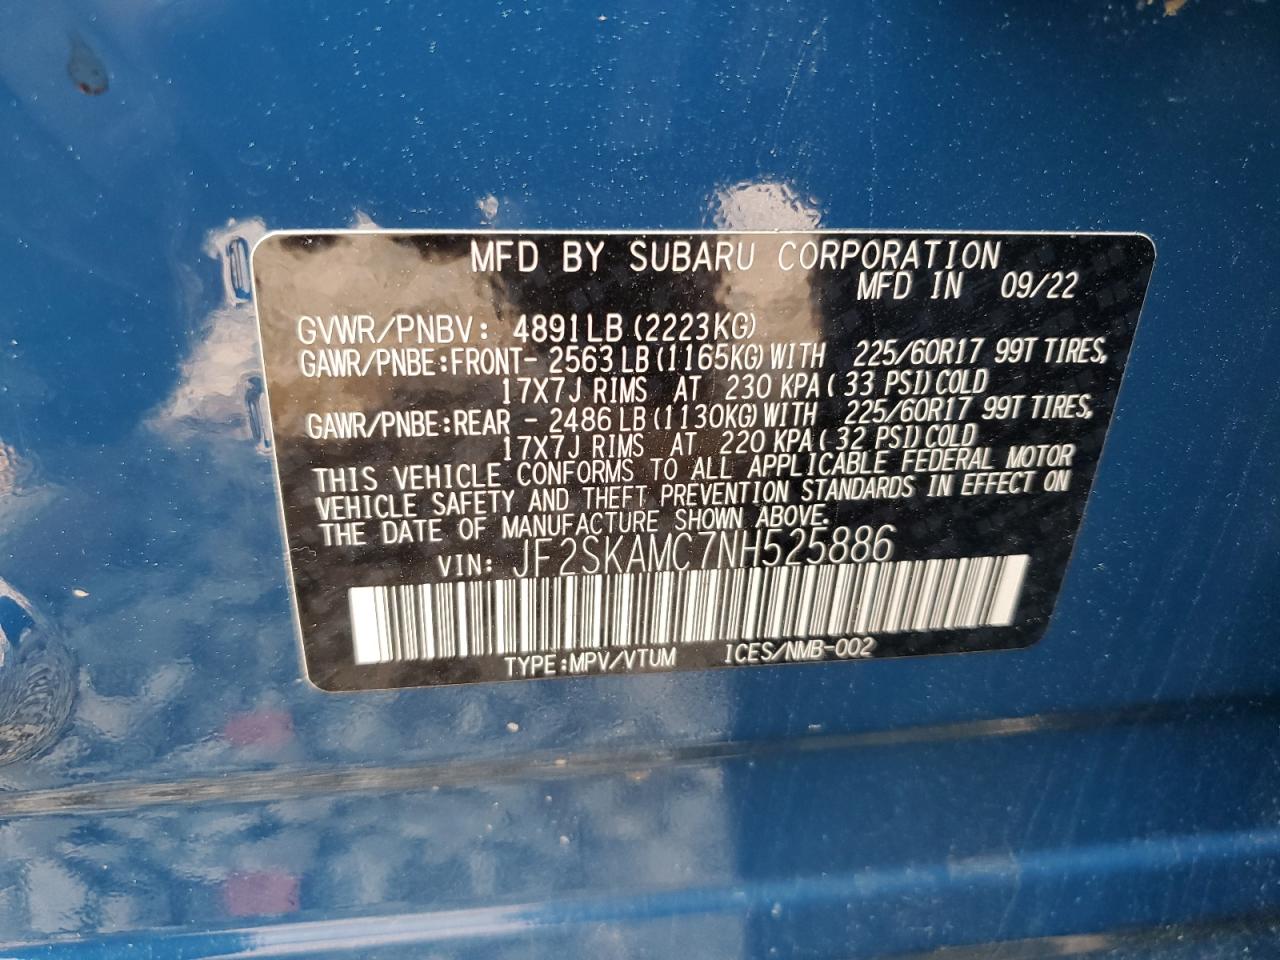 MFD BY SUBARU CORPORATION
MFD IN 09/22
GVWR/PNBV: 4891LB (2223KG)
GAWR/PNBE:FRONT- 2563LB (1165KG) WITH 225/60R17 99T TIRES,
17X7J RIMS AT 230 KPA ( 33 PSI) COLD
GAWR/PNBE:REAR - 2486LB (1130KG) WITH 225/60R17 99T TIRES,
17X7J RIMS AT 220 KPA ( 32 PSI) COLD
THIS VEHICLE CONFORMS TO ALL APPLICABLE FEDERAL MOTOR
VEHICLE SAFETY AND THEFT PREVENTION STANDARDS IN EFFECT ON
THE DATE OF MANUFACTURE SHOWN ABOVE.
VIN: JF2SKAMC7NH525886
TYPE:MPV/VTUM ICES/NMB-002